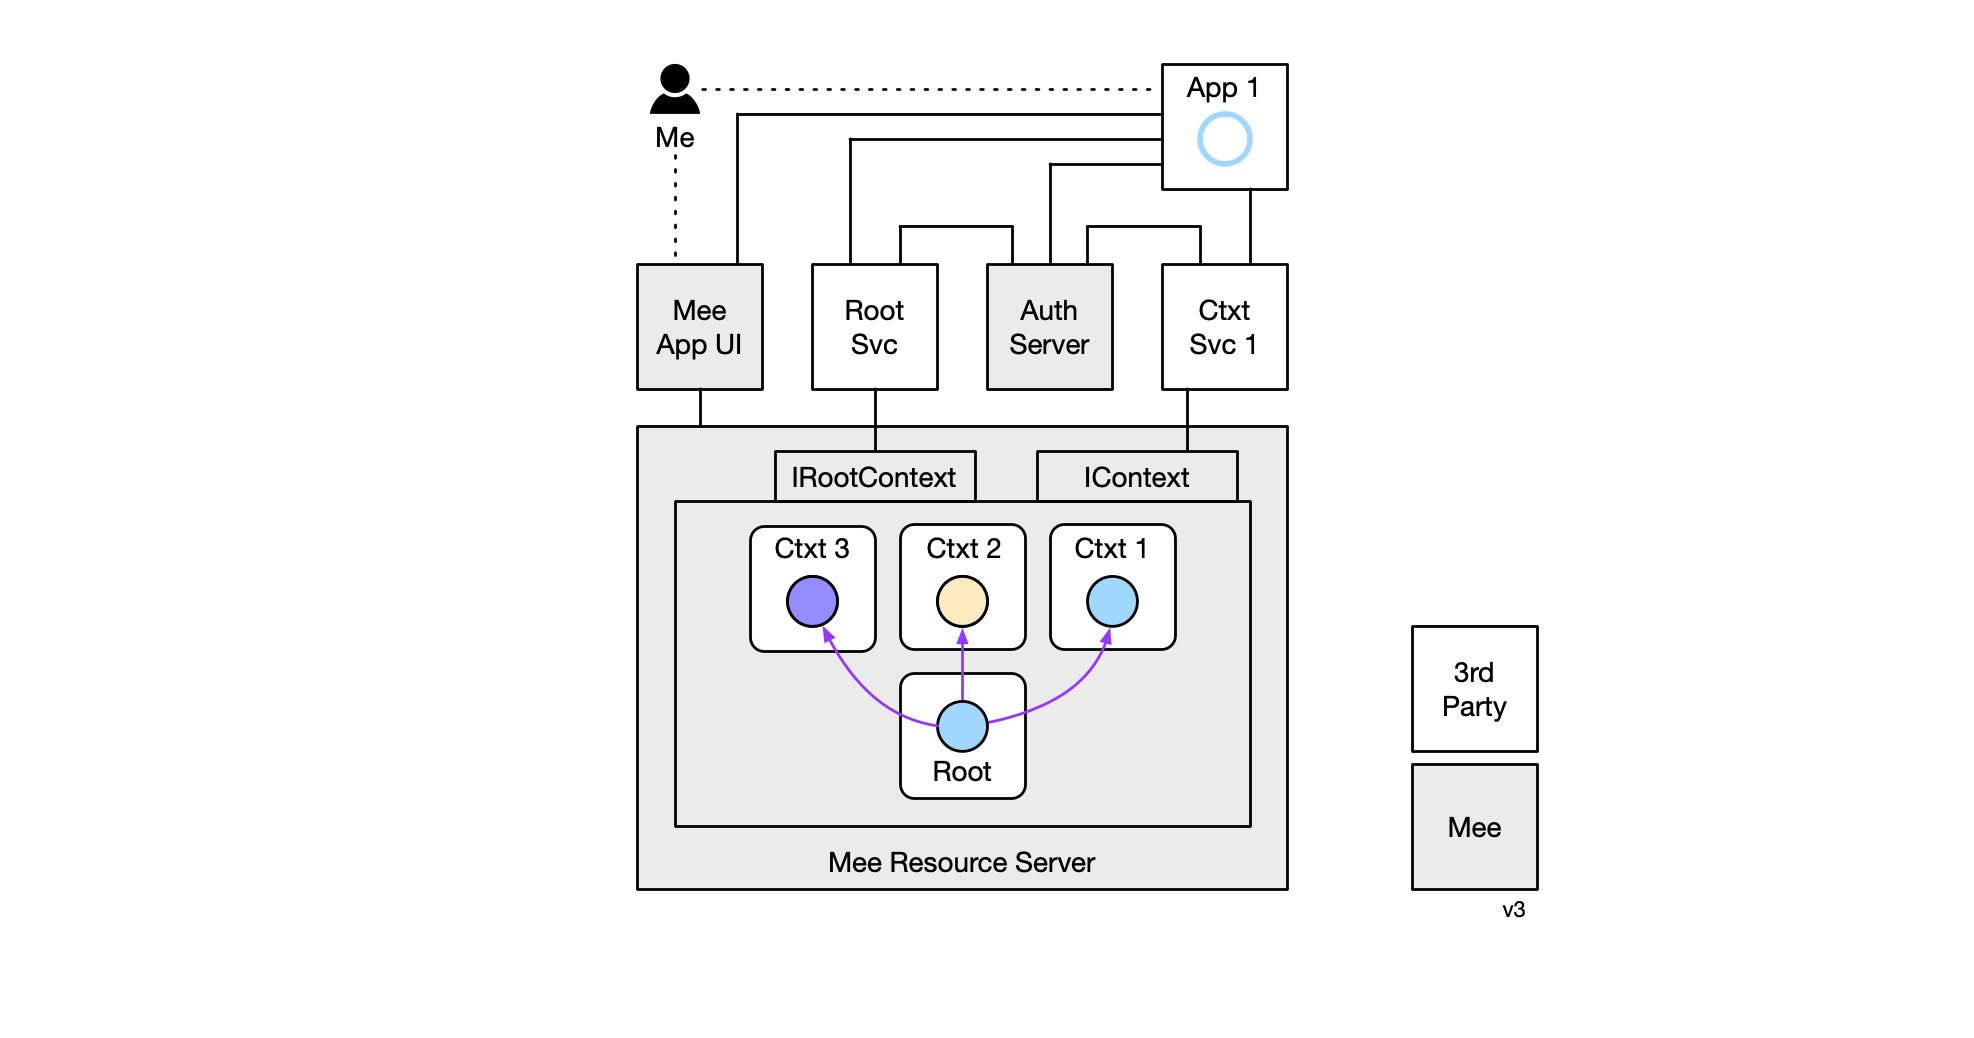 App 1
Me
Mee
App UI
Root
Svc
Auth
Server
Ctxt
Svc 1
IRootContext
IContext
Ctxt 3
Ctxt 2
Ctxt 1
Root
Mee Resource Server
3rd
Party
Mee
v3